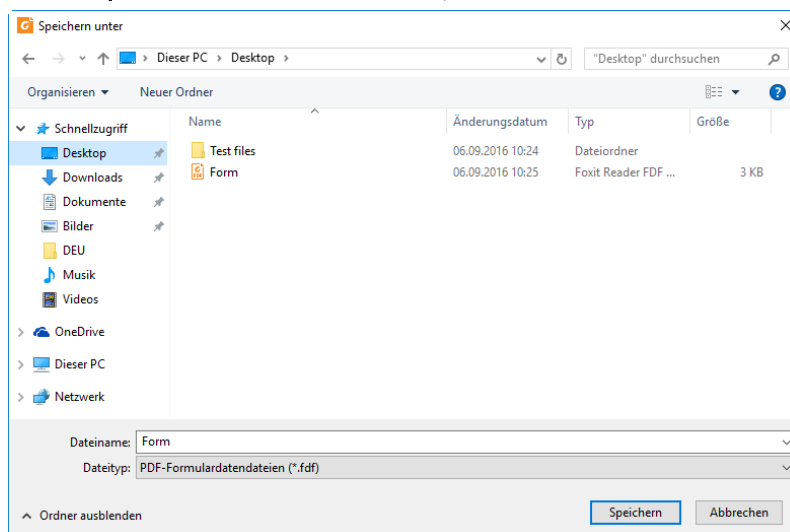 Speichern unter
Dieser PC > Desktop >
"Desktop" durchsuchen
Organisieren Neuer Ordner
Name Änderungsdatum Typ Größe
Schnellzugriff
Desktop
Downloads
Dokumente
Bilder
DEU
Musik
Videos
OneDrive
Dieser PC
Netzwerk
Test files 06.09.2016 10:24 Dateiordner
Form 06.09.2016 10:25 Foxit Reader FDF ... 3 KB
Dateiname: Form
Dateityp: PDF-Formulardatendateien (*.fdf)
Ordner ausblenden
Speichern Abbrechen